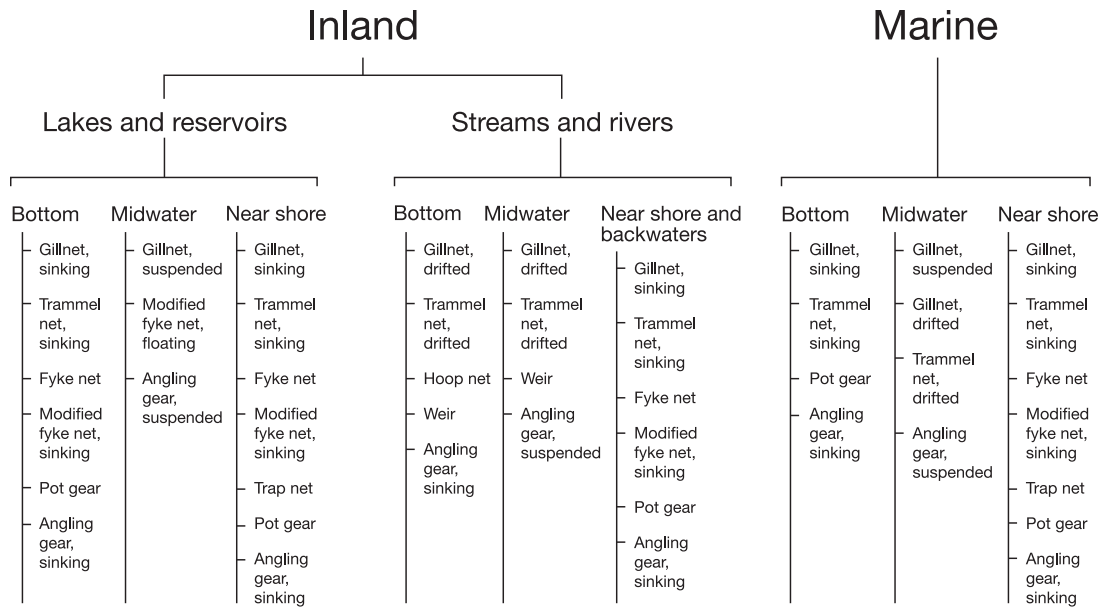 Inland
Marine
Lakes and reservoirs
Streams and rivers
Bottom
Gillnet,
sinking
Trammel
net,
sinking
Fyke net
Modified
fyke net,
sinking
Pot gear
Angling
gear,
sinking
Midwater
Gillnet,
suspended
Modified
fyke net,
floating
Angling
gear,
suspended
Near shore
Gillnet,
sinking
Trammel
net,
sinking
Fyke net
Modified
fyke net,
sinking
Trap net
Pot gear
Angling
gear,
sinking
Bottom
Gillnet,
drifted
Trammel
net,
drifted
Hoop net
Weir
Angling
gear,
sinking
Midwater
Gillnet,
drifted
Trammel
net,
drifted
Weir
Angling
gear,
suspended
Near shore and
backwaters
Gillnet,
sinking
Trammel
net,
sinking
Fyke net
Modified
fyke net,
sinking
Pot gear
Angling
gear,
sinking
Bottom
Gillnet,
sinking
Trammel
net,
sinking
Pot gear
Angling
gear,
sinking
Midwater
Gillnet,
suspended
Gillnet,
drifted
Trammel
net,
drifted
Angling
gear,
suspended
Near shore
Gillnet,
sinking
Trammel
net,
sinking
Fyke net
Modified
fyke net,
sinking
Trap net
Pot gear
Angling
gear,
sinking